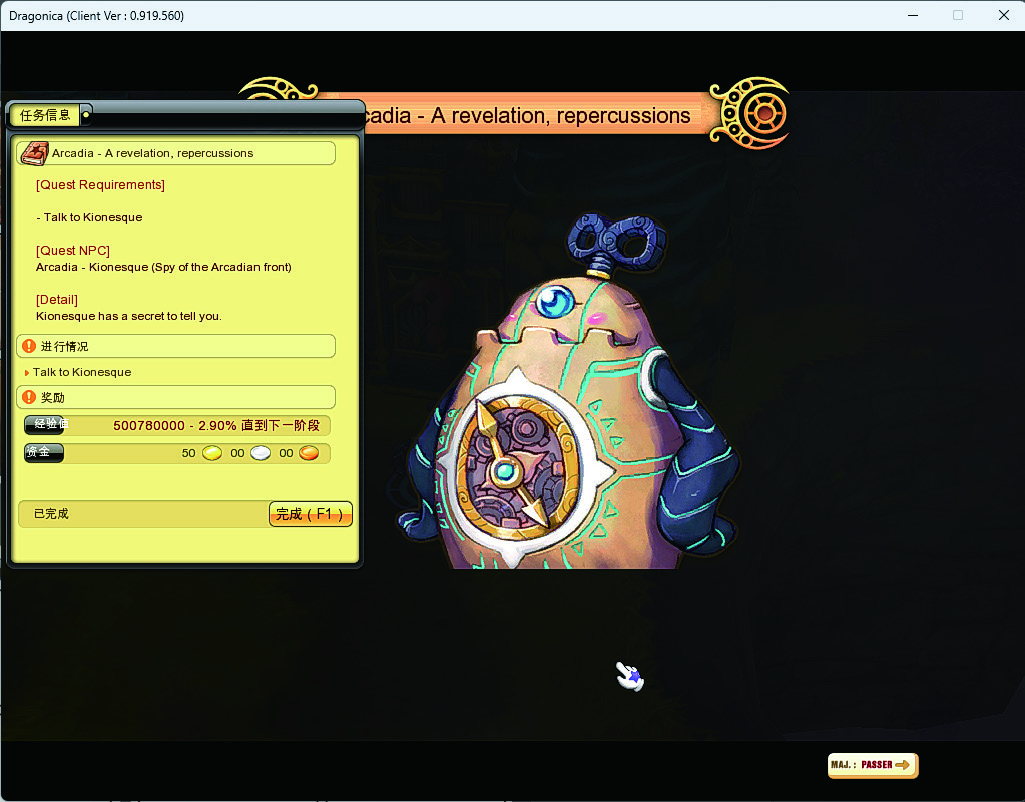 Dragonica (Client Ver : 0.919.560)
cadia - A revelation, repercussions
任务信息
Arcadia - A revelation, repercussions
[Quest Requirements]
- Talk to Kionesque
[Quest NPC]
Arcadia - Kionesque (Spy of the Arcadian front)
[Detail]
Kionesque has a secret to tell you.
进行情况
Talk to Kionesque
奖励
经验值 500780000 - 2.90% 直到下一阶段
资金 50 00 00
已完成 完成 ( F1 )
MAJ. : PASSER